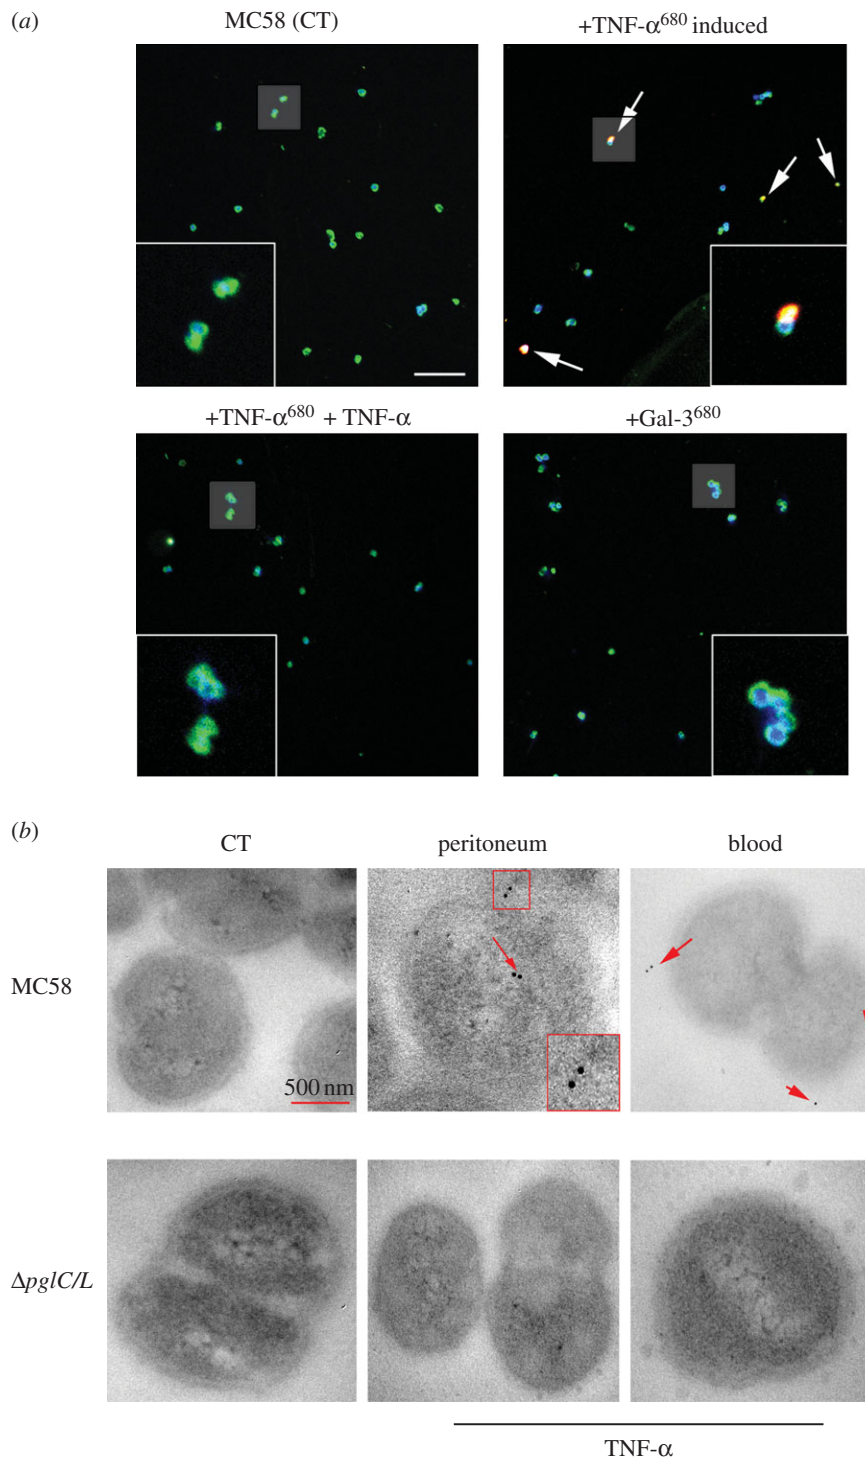 (a)
MC58 (CT)
+TNF-α⁶⁸⁰ induced
+TNF-α⁶⁸⁰ + TNF-α
+Gal-3⁶⁸⁰
(b)
CT
peritoneum
blood
MC58
500 nm
ΔpglC/L
TNF-α